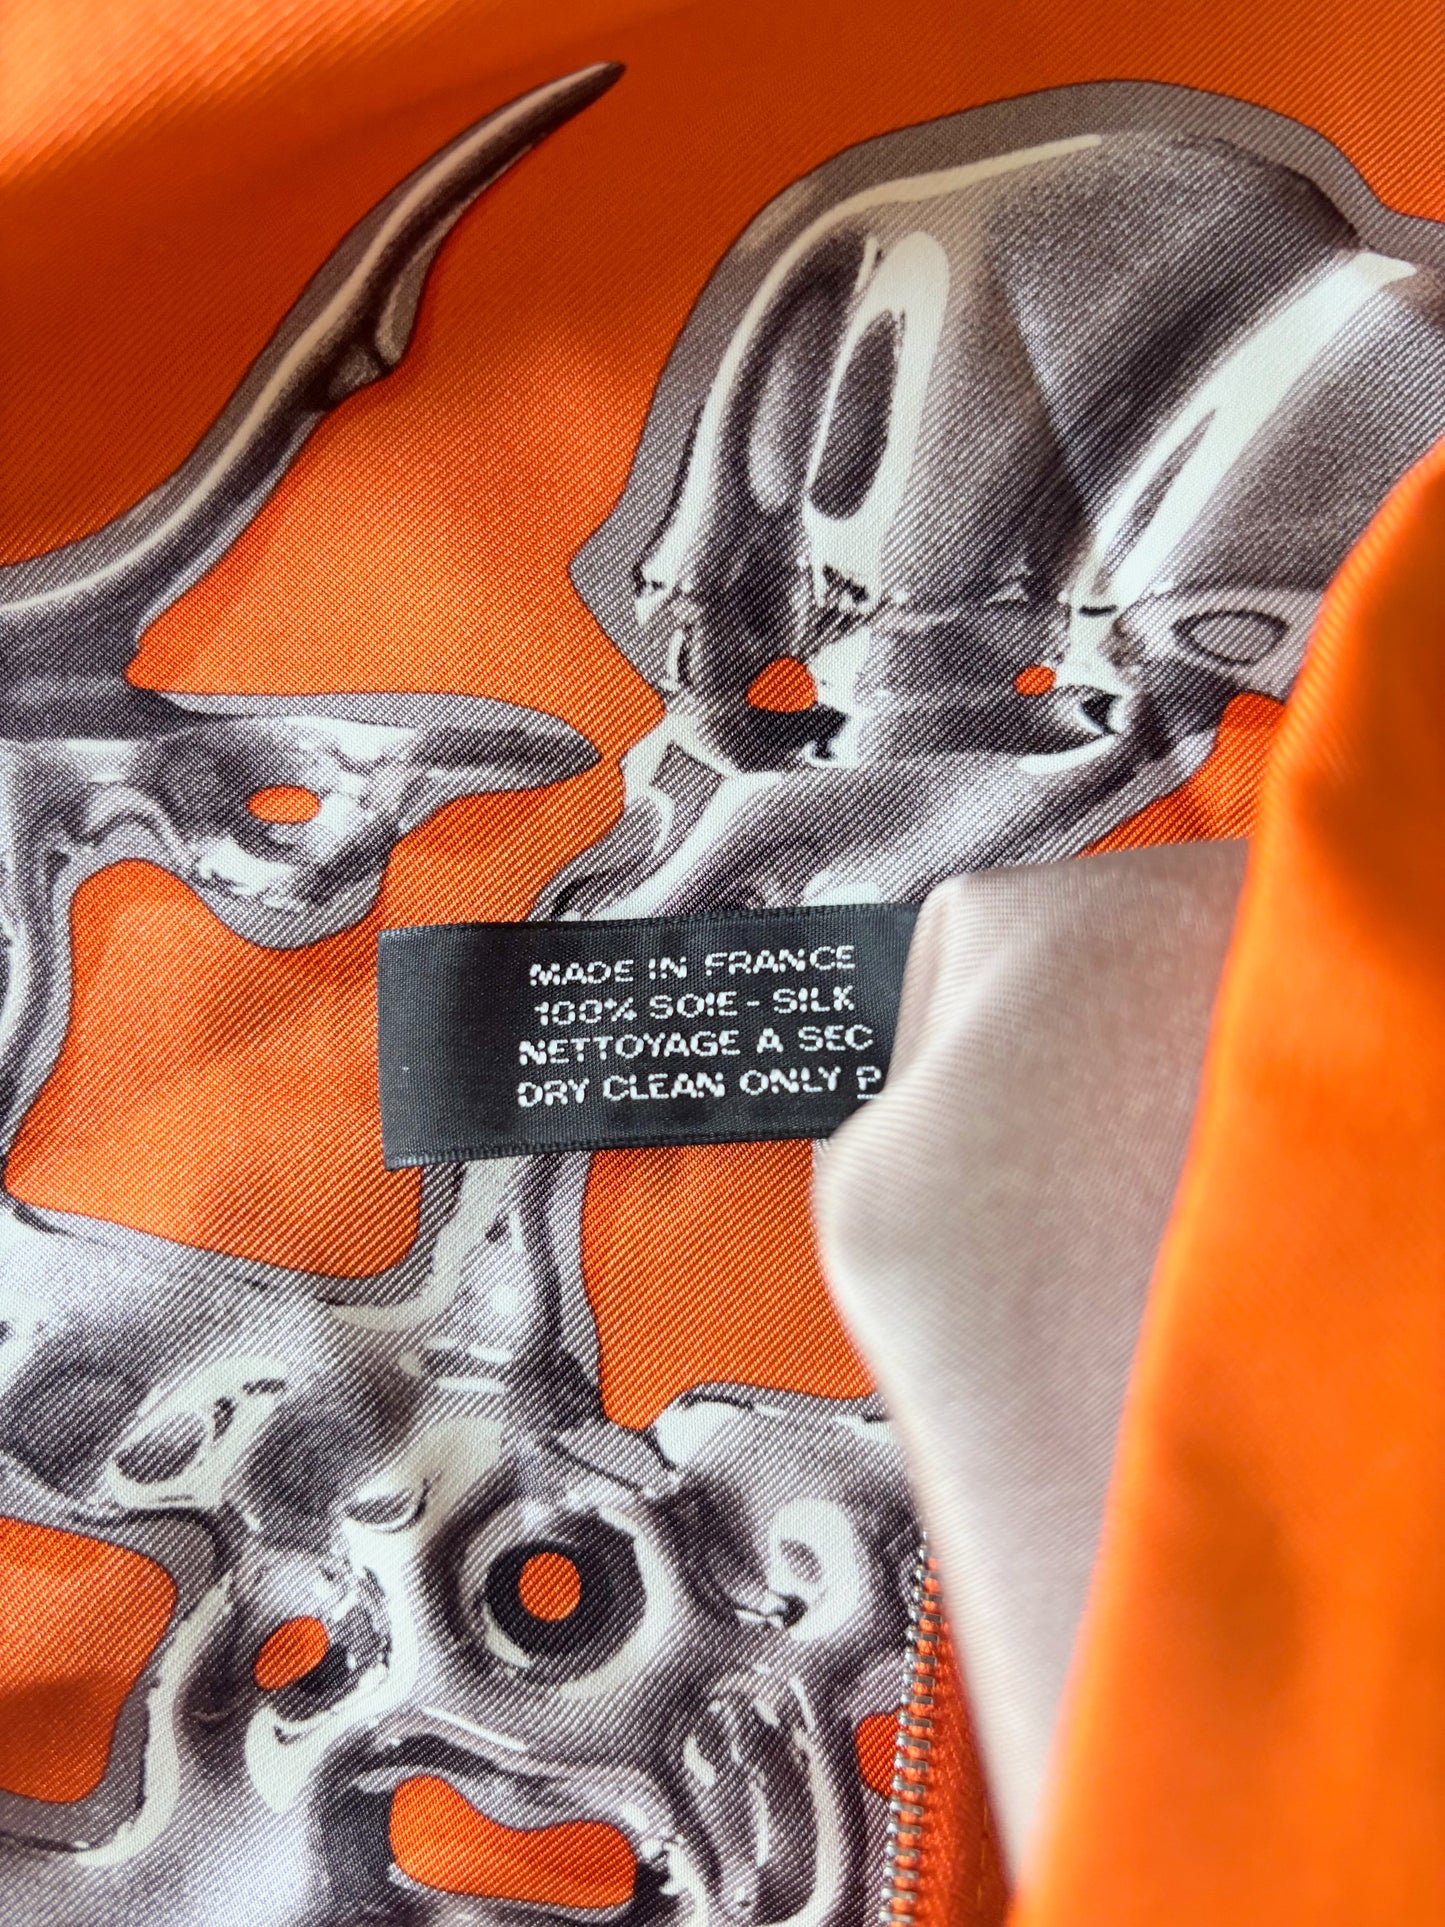 MADE IN FRANCE
100% SOIE - SILK
NETTOYAGE A SEC
DRY CLEAN ONLY P